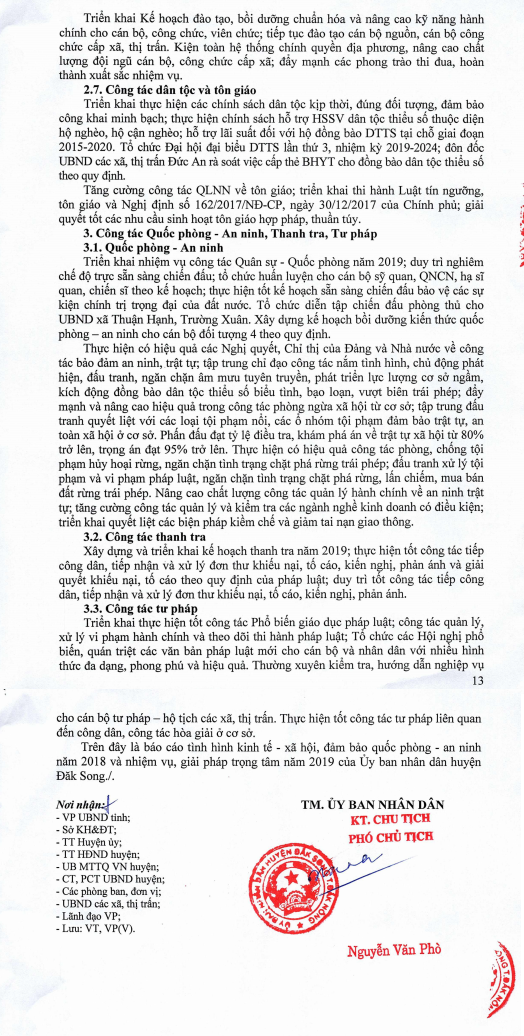 Triển khai Kế hoạch đào tạo, bồi dưỡng chuẩn hóa và nâng cao kỹ năng hành
chính cho cán bộ, công chức, viên chức; tiếp tục đào tạo cán bộ nguồn, cán bộ công
chức cấp xã, thị trấn. Kiện toàn hệ thống chính quyền địa phương, nâng cao chất
lượng đội ngũ cán bộ, công chức cấp xã; đẩy mạnh các phong trào thi đua, hoàn
thành xuất sắc nhiệm vụ.
2.7. Công tác dân tộc và tôn giáo
Triển khai thực hiện các chính sách dân tộc kịp thời, đúng đối tượng, đảm bảo
công khai minh bạch; thực hiện chính sách hỗ trợ HSSV dân tộc thiểu số thuộc diện
hộ nghèo, hộ cận nghèo; hỗ trợ lãi suất đối với hộ đồng bào DTTS tại chỗ giai đoạn
2015-2020. Tổ chức Đại hội đại biểu DTTS lần thứ 3, nhiệm kỳ 2019-2024; đôn đốc
UBND các xã, thị trấn Đức An rà soát việc cấp thẻ BHYT cho đồng bào dân tộc thiểu số
theo quy định.
Tăng cường công tác QLNN về tôn giáo; triển khai thi hành Luật tín ngưỡng,
tôn giáo và Nghị định số 162/2017/NĐ-CP, ngày 30/12/2017 của Chính phủ; giải
quyết tốt các nhu cầu sinh hoạt tôn giáo hợp pháp, thuần túy.
3. Công tác Quốc phòng - An ninh, Thanh tra, Tư pháp
3.1. Quốc phòng - An ninh
Triển khai nhiệm vụ công tác Quân sự - Quốc phòng năm 2019; duy trì nghiêm
chế độ trực sẵn sàng chiến đấu; tổ chức huấn luyện cho cán bộ sỹ quan, QNCN, hạ sĩ
quan, chiến sĩ theo kế hoạch; thực hiện tốt kế hoạch sẵn sàng chiến đấu bảo vệ các sự
kiện chính trị trọng đại của đất nước. Tổ chức diễn tập chiến đấu phòng thủ cho
UBND xã Thuận Hạnh, Trường Xuân. Xây dựng kế hoạch bồi dưỡng kiến thức quốc
phòng – an ninh cho cán bộ đối tượng 4 theo quy định.
Thực hiện có hiệu quả các Nghị quyết, Chỉ thị của Đảng và Nhà nước về công
tác bảo đảm an ninh, trật tự; tập trung chỉ đạo công tác nắm tình hình, chủ động phát
hiện, đấu tranh, ngăn chặn âm mưu tuyên truyền, phát triển lực lượng cơ sở ngầm,
kích động đồng bào dân tộc thiểu số biểu tình, bạo loạn, vượt biên trái phép; đẩy
mạnh và nâng cao hiệu quả trong công tác phòng ngừa xã hội từ cơ sở; tập trung đấu
tranh quyết liệt với các loại tội phạm nổi, các ổ nhóm tội phạm đảm bảo trật tự, an
toàn xã hội ở cơ sở. Phấn đấu đạt tỷ lệ điều tra, khám phá án về trật tự xã hội từ 80%
trở lên, trọng án đạt 95% trở lên. Thực hiện có hiệu quả công tác phòng, chống tội
phạm hủy hoại rừng, ngăn chặn tình trạng chặt phá rừng trái phép; đấu tranh xử lý tội
phạm và vi phạm pháp luật, ngăn chặn tình trạng chặt phá rừng, lấn chiếm, mua bán
đất rừng trái phép. Nâng cao chất lượng công tác quản lý hành chính về an ninh trật
tự; tăng cường công tác quản lý và kiểm tra các ngành nghề kinh doanh có điều kiện;
triển khai quyết liệt các biện pháp kiềm chế và giảm tai nạn giao thông.
3.2. Công tác thanh tra
Xây dựng và triển khai kế hoạch thanh tra năm 2019; thực hiện tốt công tác tiếp
công dân, tiếp nhận và xử lý đơn thư khiếu nại, tố cáo, kiến nghị, phản ánh và giải
quyết khiếu nại, tố cáo theo quy định của pháp luật; duy trì tốt công tác tiếp công
dân, tiếp nhận và xử lý đơn thư khiếu nại, tố cáo, kiến nghị, phản ánh.
3.3. Công tác tư pháp
Triển khai thực hiện tốt công tác Phổ biến giáo dục pháp luật; công tác quản lý,
xử lý vi phạm hành chính và theo dõi thi hành pháp luật; Tổ chức các Hội nghị phổ
biến, quán triệt các văn bản pháp luật mới cho cán bộ và nhân dân với nhiều hình
thức đa dạng, phong phú và hiệu quả. Thường xuyên kiểm tra, hướng dẫn nghiệp vụ
13
cho cán bộ tư pháp – hộ tịch các xã, thị trấn. Thực hiện tốt công tác tư pháp liên quan
đến công dân, công tác hòa giải ở cơ sở.
Trên đây là báo cáo tình hình kinh tế - xã hội, đảm bảo quốc phòng - an ninh
năm 2018 và nhiệm vụ, giải pháp trọng tâm năm 2019 của Ủy ban nhân dân huyện
Đăk Song./.
Nơi nhận:
- VP UBND tỉnh;
- Sở KH&ĐT;
- TT Huyện ủy;
- TT HĐND huyện;
- UB MTTQ VN huyện;
- CT, PCT UBND huyện;
- Các phòng ban, đơn vị;
- UBND các xã, thị trấn;
- Lãnh đạo VP;
- Lưu: VT, VP(V).
TM. ỦY BAN NHÂN DÂN
KT. CHỦ TỊCH
PHÓ CHỦ TỊCH
ỦY BAN NHÂN DÂN HUYỆN ĐĂK SONG T. ĐĂK NÔNG
Nguyễn Văn Phò